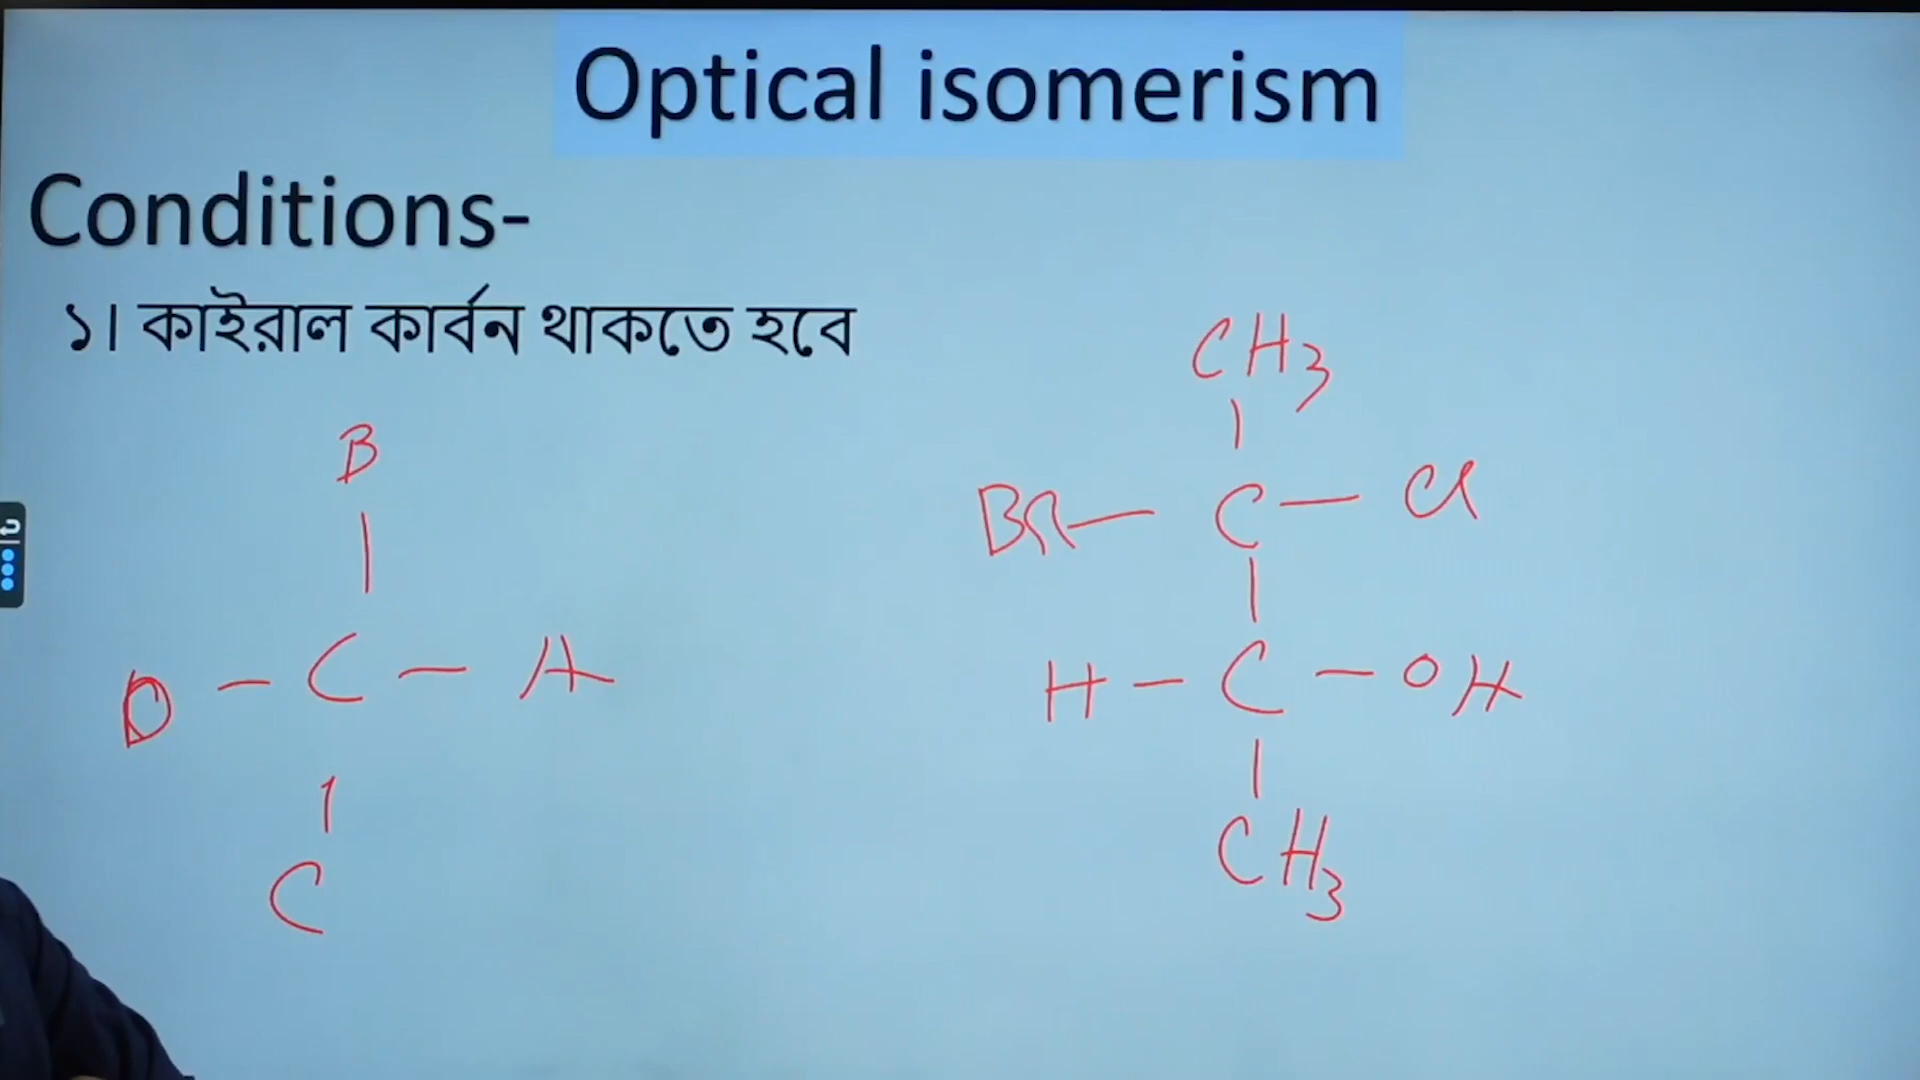 Optical isomerism
Conditions-
১। কাইরাল কার্বন থাকতে হবে
B
D - C - A
C
CH3
Br - C - Cl
H - C - OH
CH3